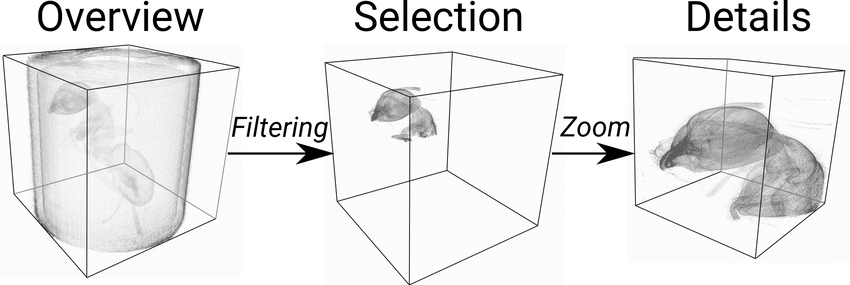 Overview
Selection
Details
Filtering
Zoom